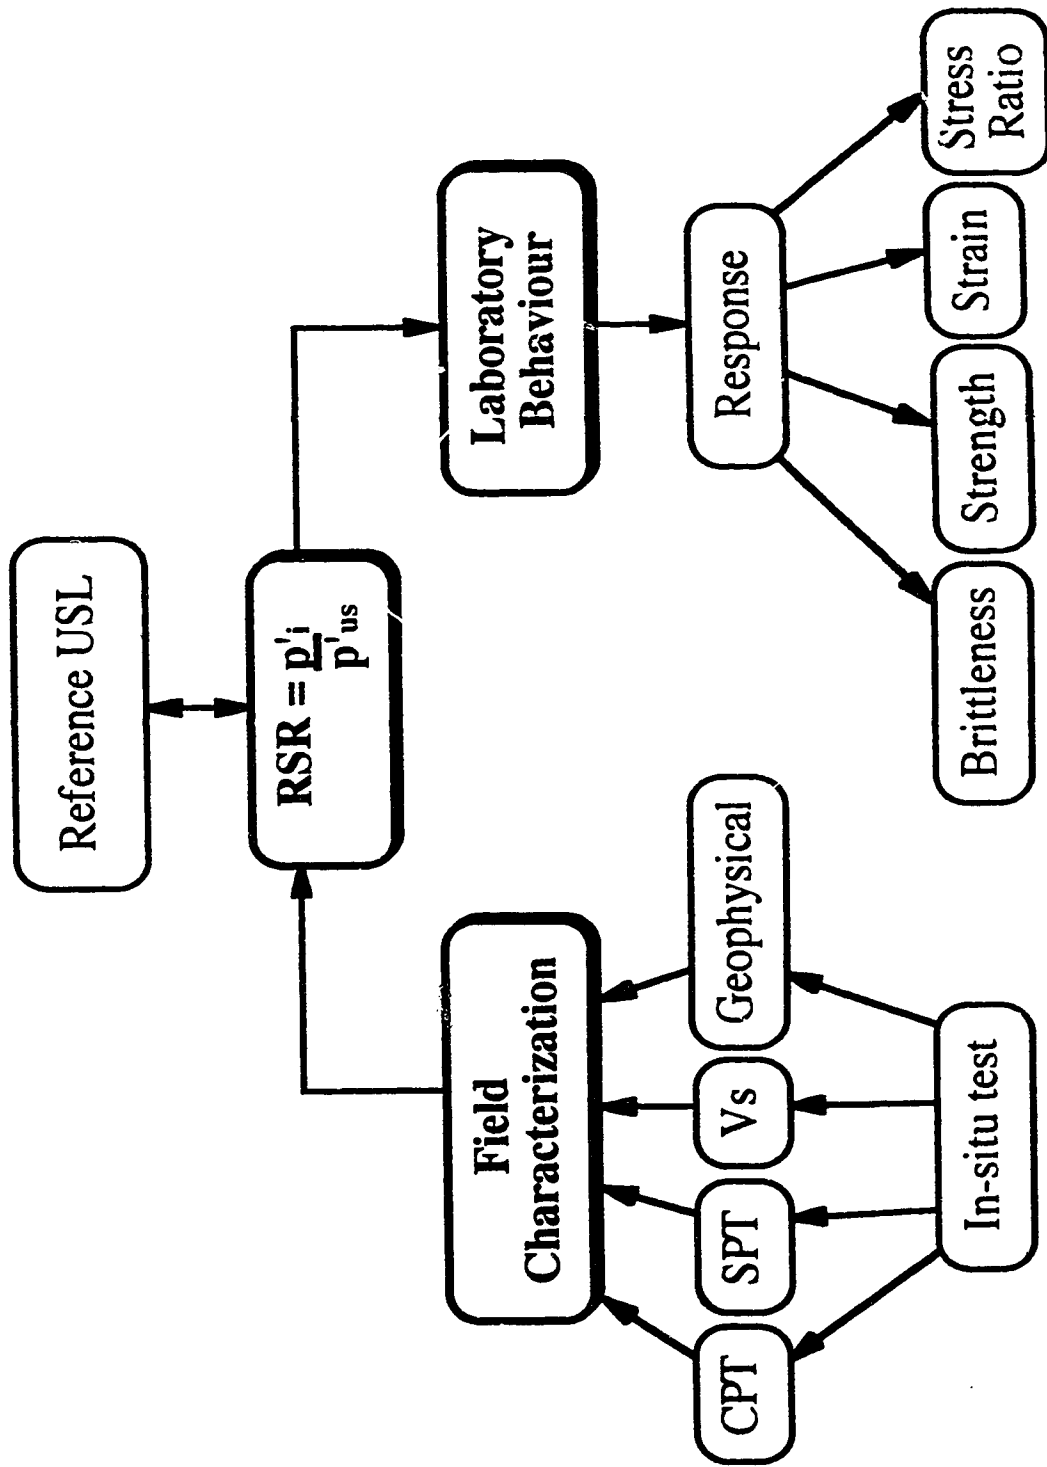 Reference USL
RSR = p'i
p'us
Field
Characterization
Laboratory
Behaviour
CPT
SPT
Vs
Geophysical
Response
In-situ test
Brittleness
Strength
Strain
Stress
Ratio